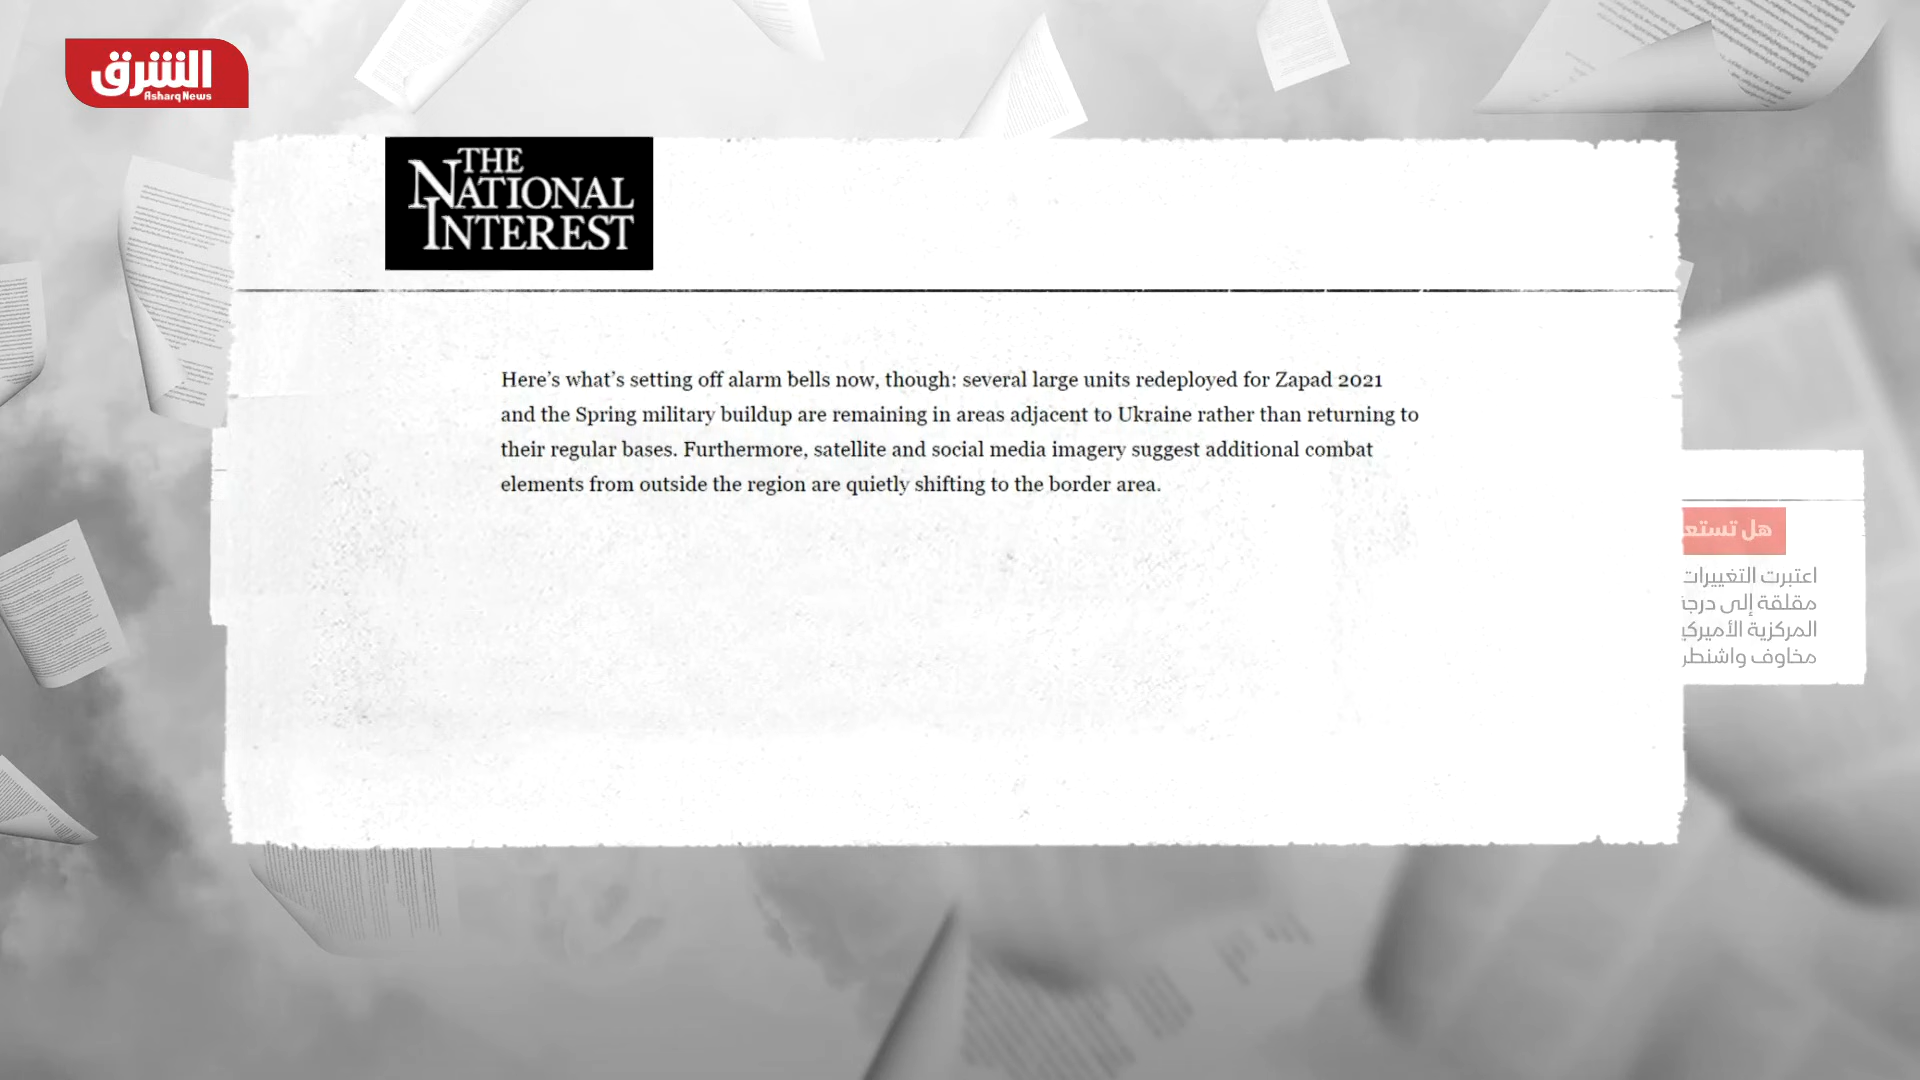 الشرق
Asharq News
THE
NATIONAL
INTEREST
Here’s what’s setting off alarm bells now, though: several large units redeployed for Zapad 2021
and the Spring military buildup are remaining in areas adjacent to Ukraine rather than returning to
their regular bases. Furthermore, satellite and social media imagery suggest additional combat
elements from outside the region are quietly shifting to the border area.
هل
اعتبرت التغييرات
مقلقة إلى
المركزية
مخاوف